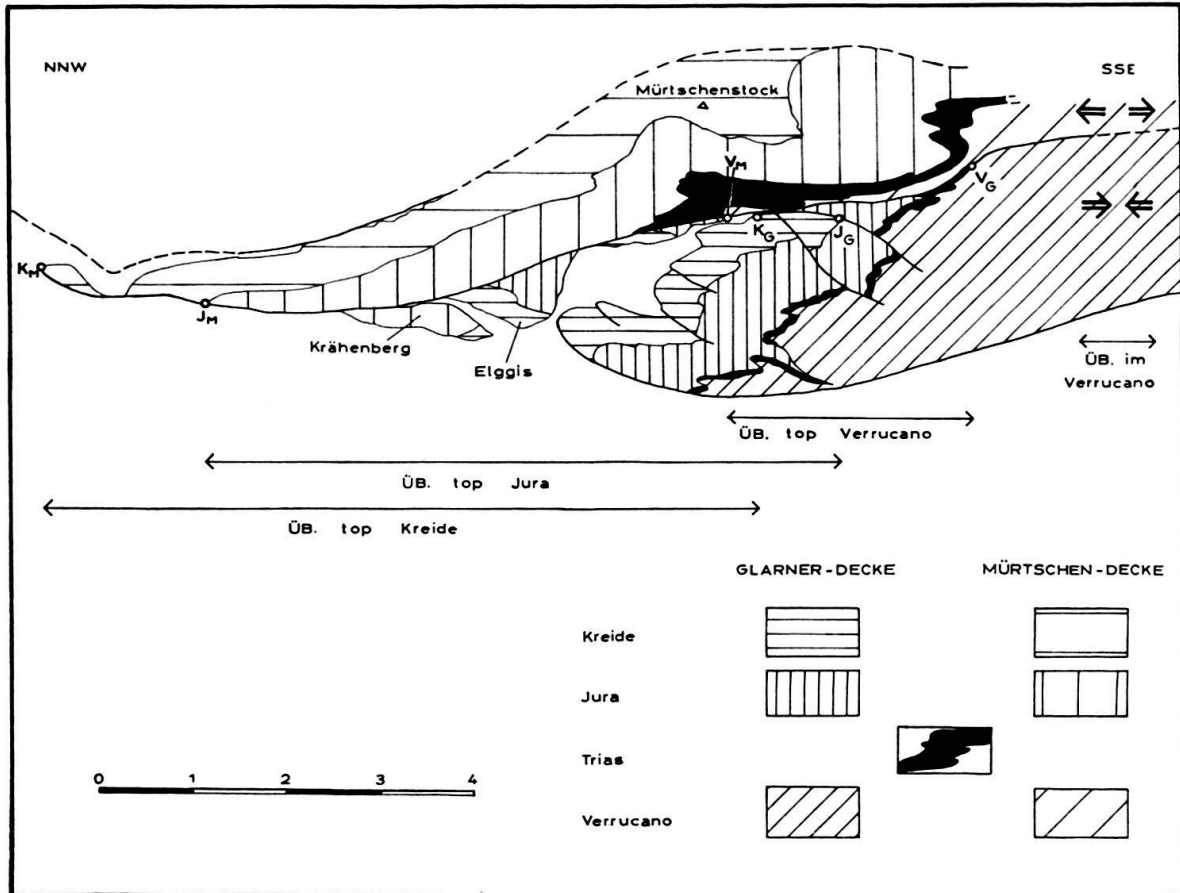 NNW
SSE
Mürtschenstock
V_M
V_G
K_G
J_G
K_M
J_M
Krähenberg
Elggis
ÜB. im
Verrucano
ÜB. top Verrucano
ÜB. top Jura
ÜB. top Kreide
GLARNER-DECKE MÜRTSCHEN-DECKE
Kreide
Jura
Trias
Verrucano
0 1 2 3 4